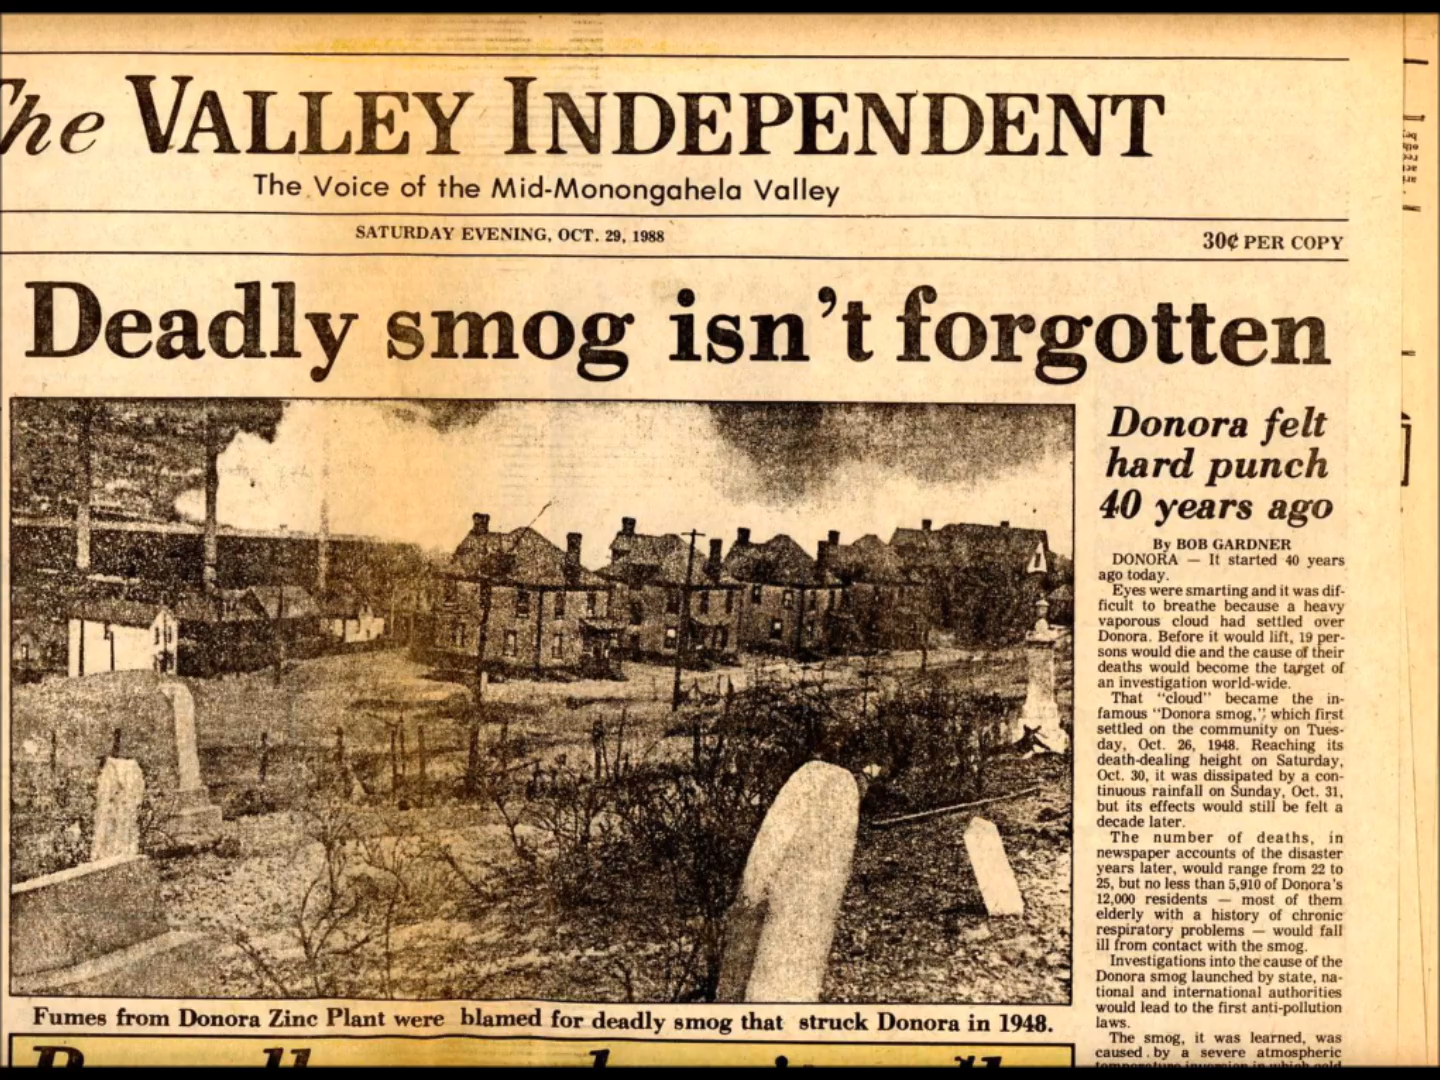 The VALLEY INDEPENDENT
The Voice of the Mid-Monongahela Valley
SATURDAY EVENING, OCT. 29, 1988
30¢ PER COPY
Deadly smog isn't forgotten
Donora felt
hard punch
40 years ago
By BOB GARDNER
DONORA — It started 40 years
ago today.
Eyes were smarting and it was dif-
ficult to breathe because a heavy
vaporous cloud had settled over
Donora. Before it would lift, 19 per-
sons would die and the cause of their
deaths would become the target of
an investigation world-wide.
That "cloud" became the in-
famous "Donora smog," which first
settled on the community on Tues-
day, Oct. 26, 1948. Reaching its
death-dealing height on Saturday,
Oct. 30, it was dissipated by a con-
tinuous rainfall on Sunday, Oct. 31,
but its effects would still be felt a
decade later.
The number of deaths, in
newspaper accounts of the disaster
years later, would range from 22 to
25, but no less than 5,910 of Donora's
12,000 residents — most of them
elderly with a history of chronic
respiratory problems — would fall
ill from contact with the smog.
Investigations into the cause of the
Donora smog launched by state, na-
tional and international authorities
would lead to the first anti-pollution
laws.
The smog, it was learned, was
caused by a severe atmospheric
temperature inversion in which cold
Fumes from Donora Zinc Plant were blamed for deadly smog that struck Donora in 1948.